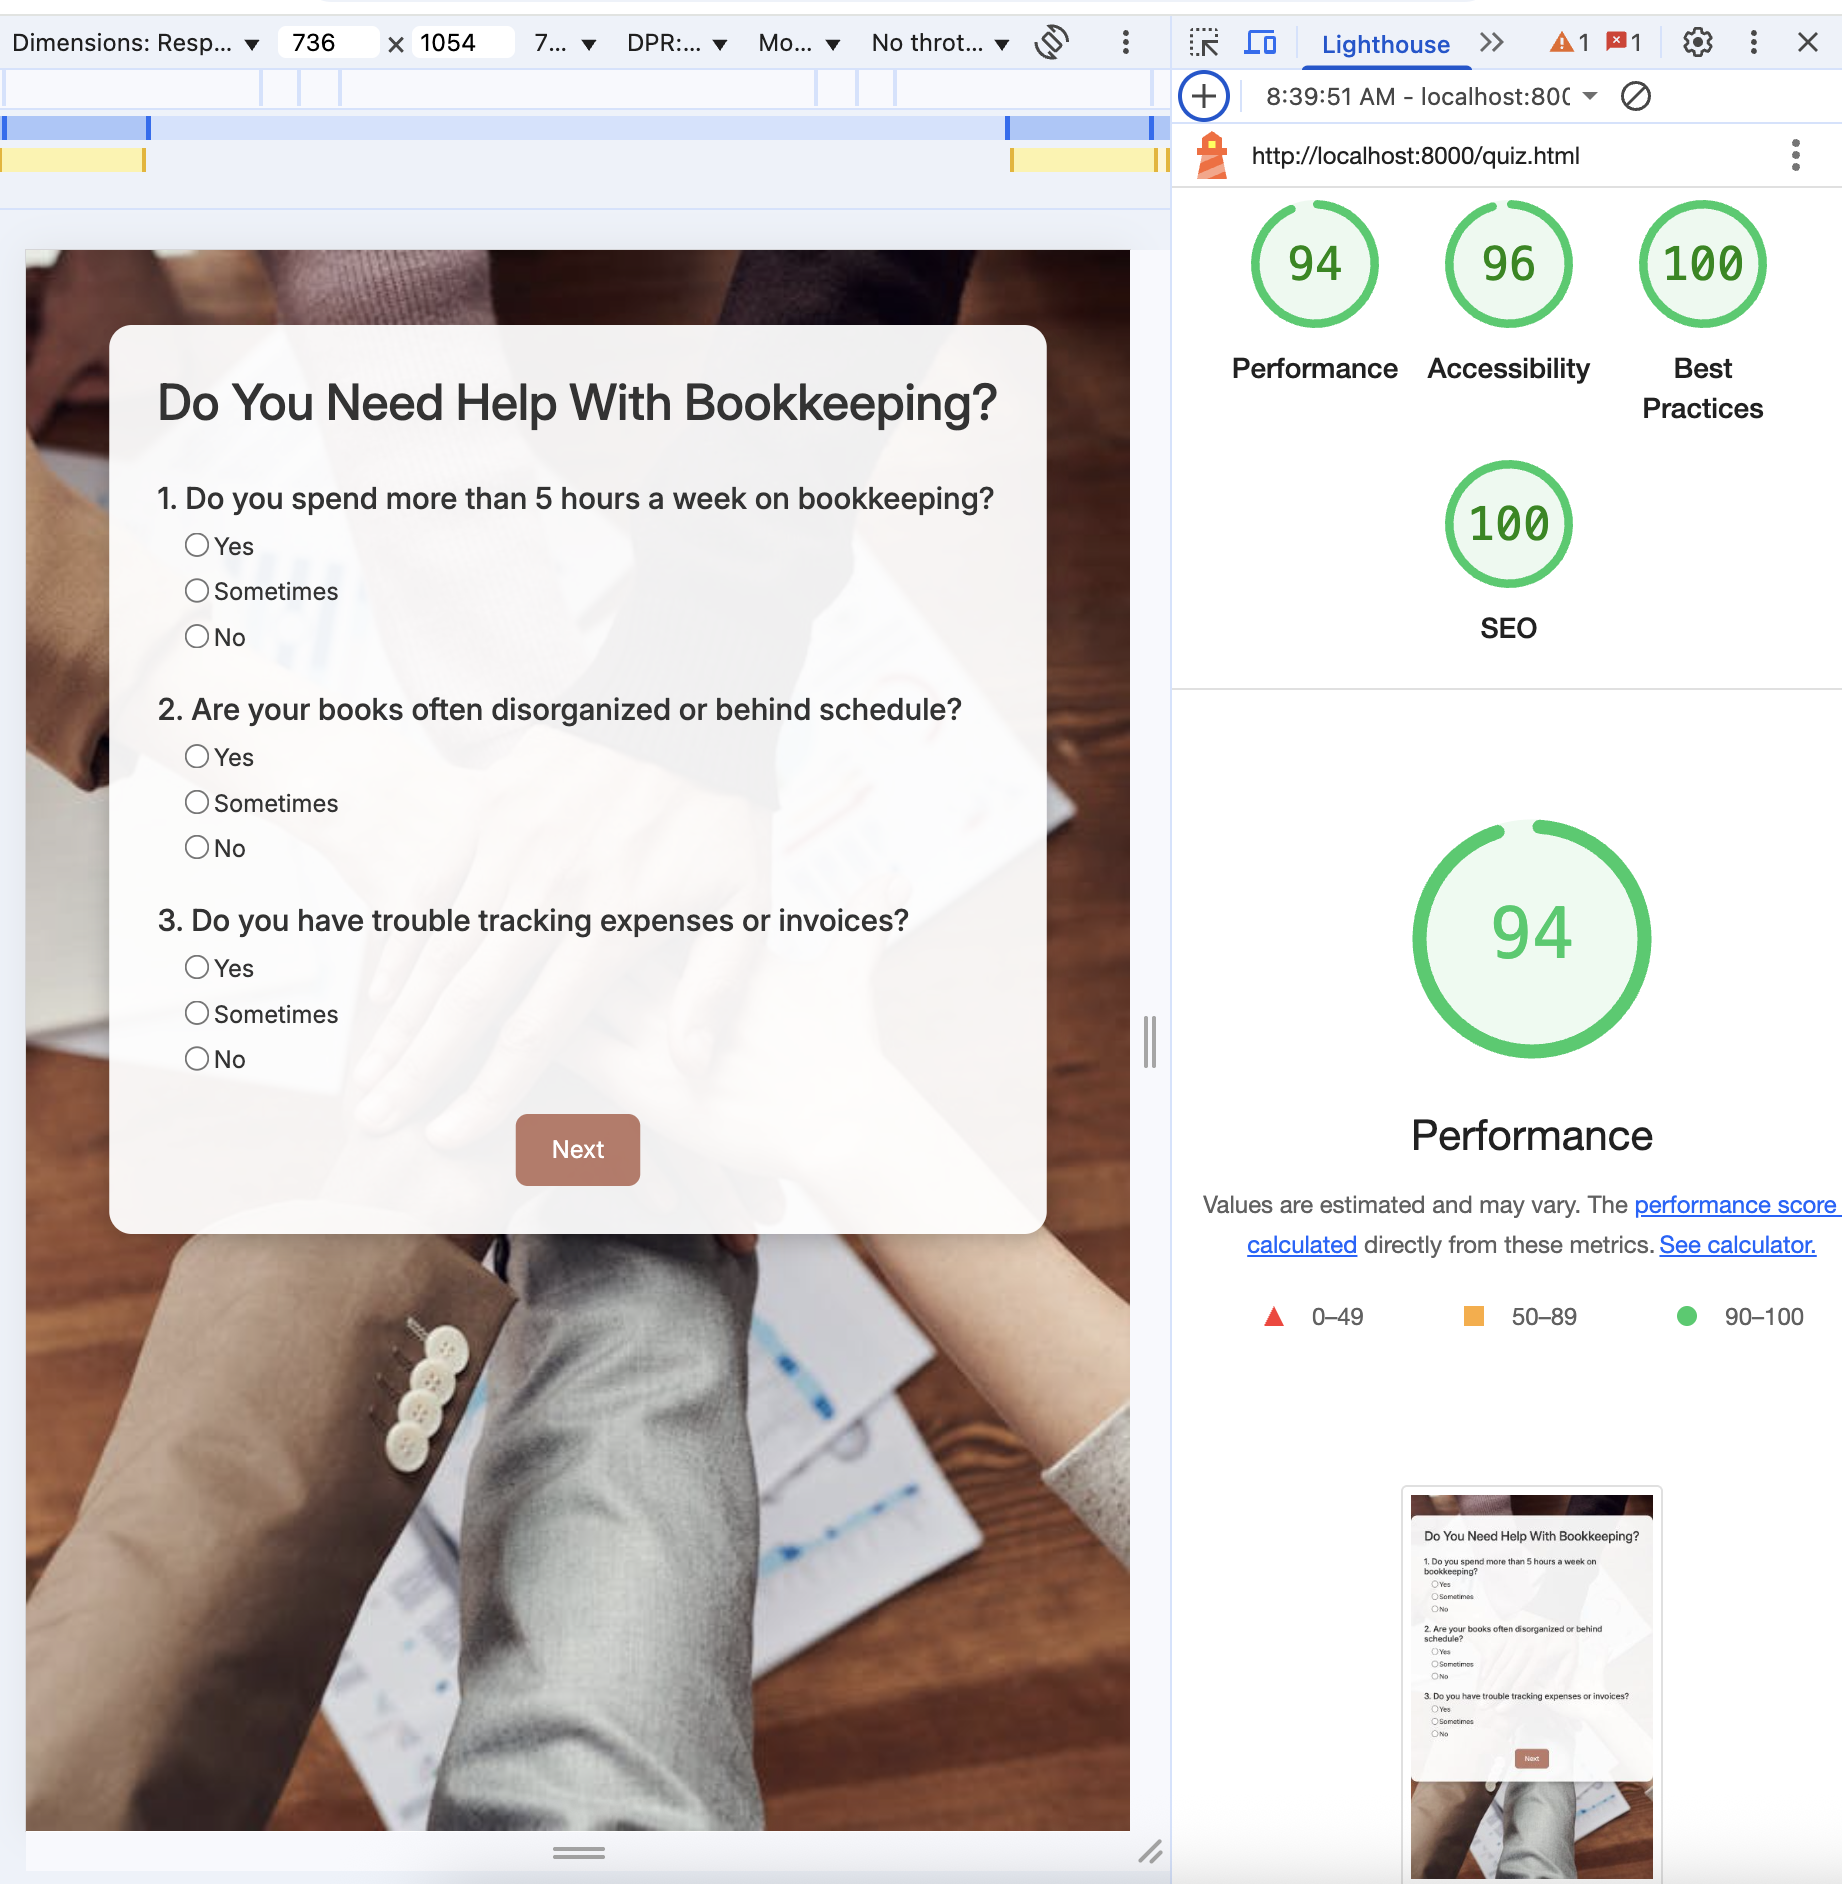 Dimensions: Resp...
736
×
1054
7...
DPR:...
Mo...
No throt...
Lighthouse
1
1
8:39:51 AM - localhost:800
http://localhost:8000/quiz.html
94
96
100
Performance
Accessibility
Best
Practices
100
SEO
Do You Need Help With Bookkeeping?
1. Do you spend more than 5 hours a week on bookkeeping?
Yes
Sometimes
No
2. Are your books often disorganized or behind schedule?
Yes
Sometimes
No
3. Do you have trouble tracking expenses or invoices?
Yes
Sometimes
No
Next
94
Performance
Values are estimated and may vary. The performance score
calculated directly from these metrics. See calculator.
0–49
50–89
90–100
Do You Need Help With Bookkeeping?
1. Do you spend more than 5 hours a week on
bookkeeping?
Yes
Sometimes
No
2. Are your books often disorganized or behind
schedule?
Yes
Sometimes
No
3. Do you have trouble tracking expenses or invoices?
Yes
Sometimes
No
Next